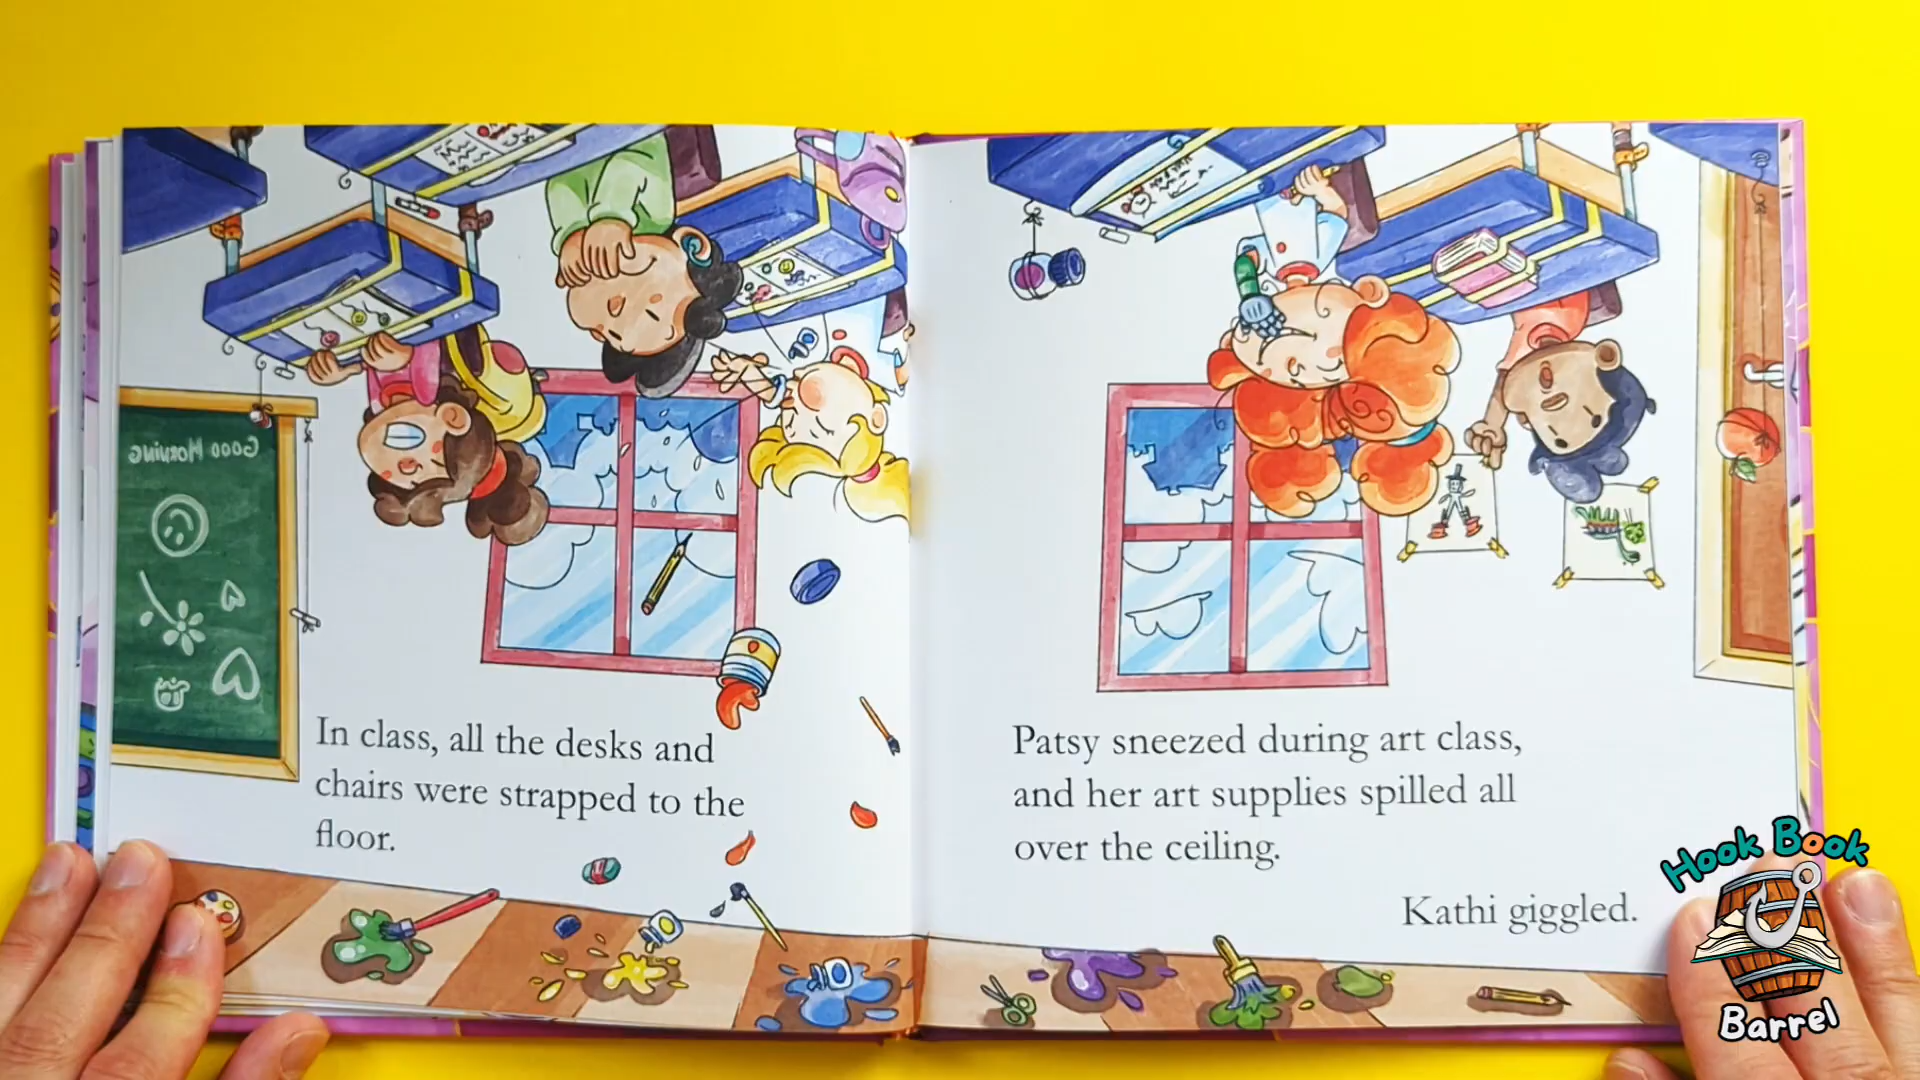 Good Morning
In class, all the desks and
chairs were strapped to the
floor.
Patsy sneezed during art class,
and her art supplies spilled all
over the ceiling.
Kathi giggled.
Hook Book
Barrel